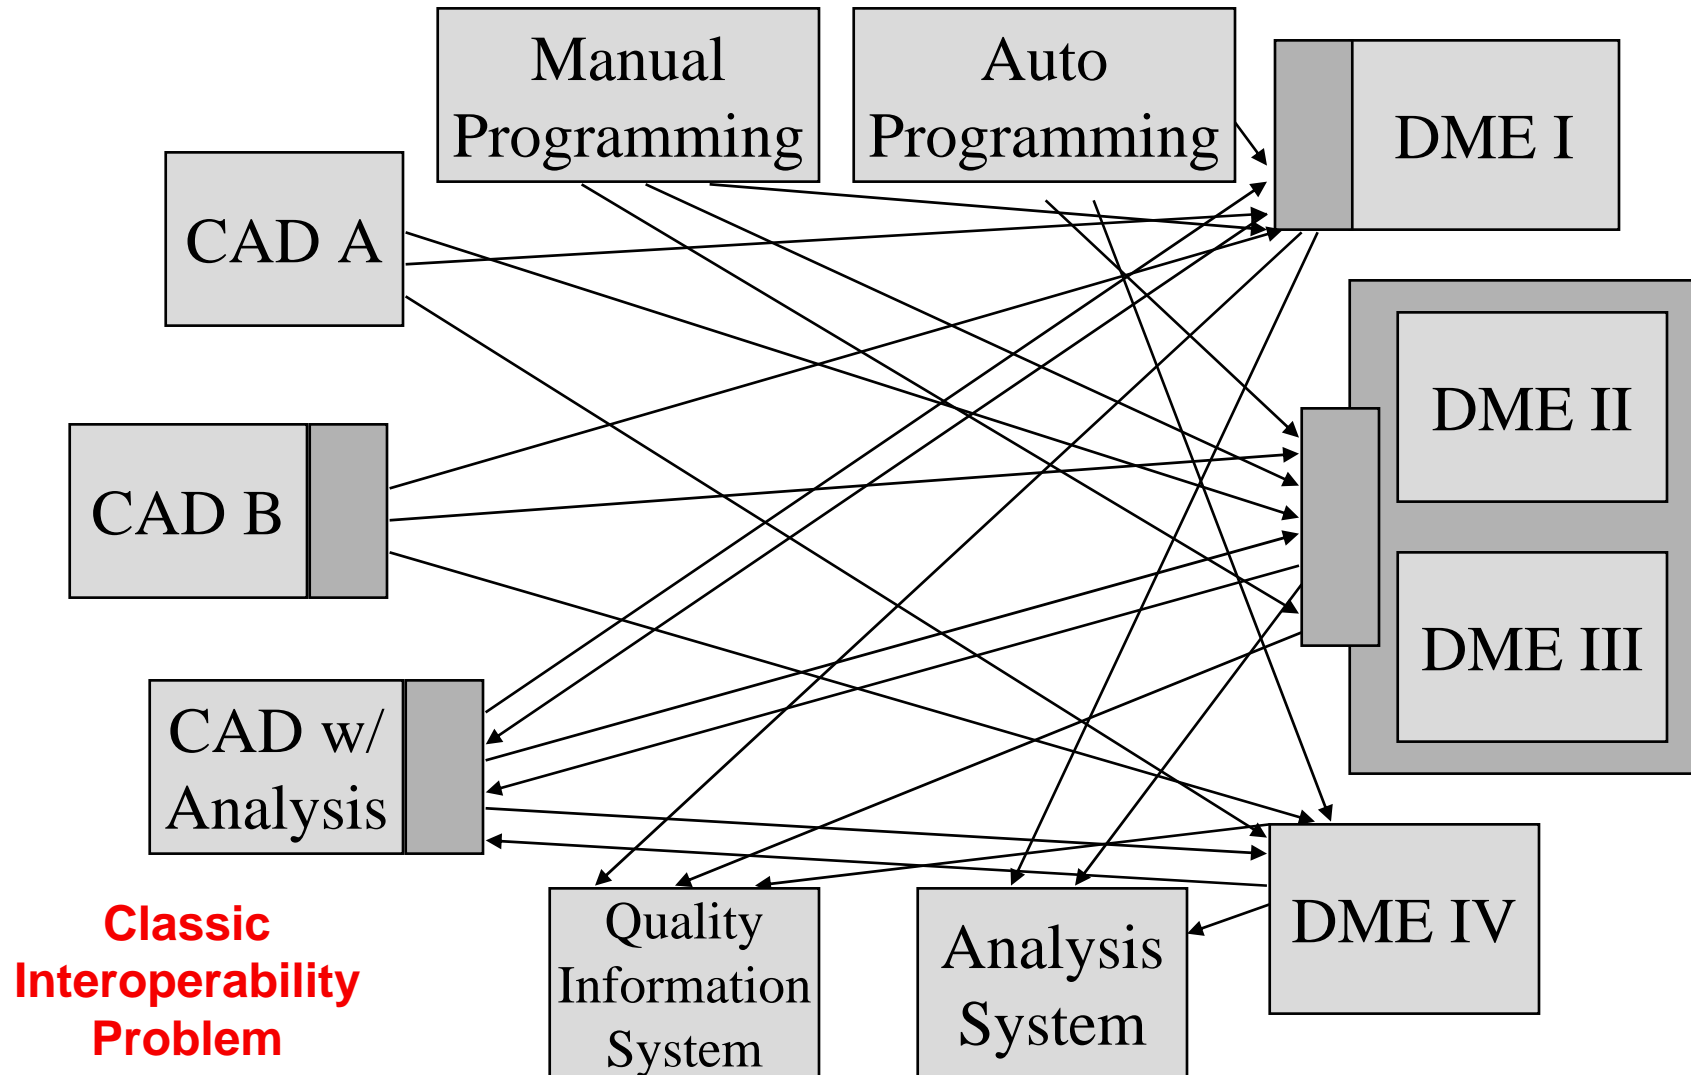 Manual
Programming
Auto
Programming
DME I
CAD A
DME II
CAD B
DME III
CAD w/
Analysis
Quality
Information
System
Analysis
System
DME IV
Classic
Interoperability
Problem